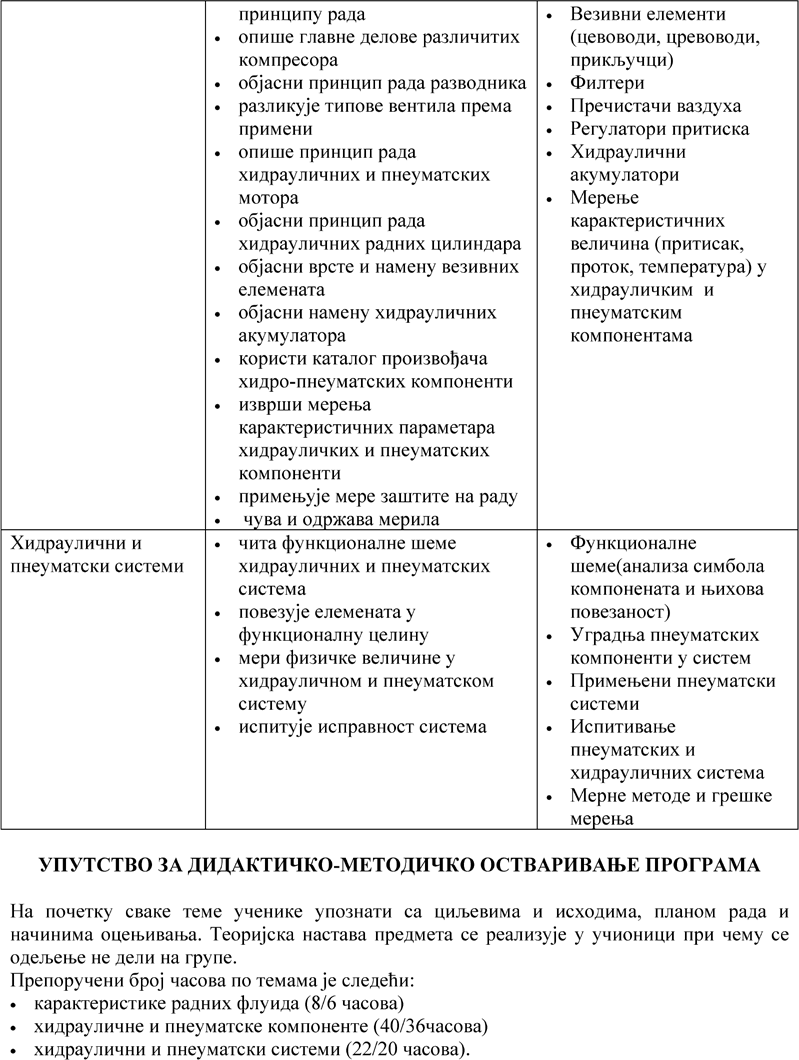 принципу рада
• опише главне делове различитих
компресора
• објасни принцип рада разводника
• разликује типове вентила према
примени
• опише принцип рада
хидрауличних и пнеуматских
мотора
• објасни принцип рада
хидрауличних радних цилиндара
• објасни врсте и намену везивних
елемената
• објасни намену хидрауличних
акумулатора
• користи каталог произвођача
хидро-пнеуматских компоненти
• изврши мерења
карактеристичних параметара
хидрауличких и пнеуматских
компоненти
• примењује мере заштите на раду
• чува и одржава мерила
• Везивни елементи
(цевоводи, цревоводи,
прикључци)
• Филтери
• Пречистачи ваздуха
• Регулатори притиска
• Хидраулични
акумулатори
• Мерење
карактеристичних
величина (притисак,
проток, температура) у
хидрауличким и
пнеуматским
компонентама
Хидраулични и
пнеуматски системи
• чита функционалне шеме
хидрауличних и пнеуматских
система
• повезује елемената у
функционалну целину
• мери физичке величине у
хидрауличном и пнеуматском
систему
• испитује исправност система
• Функционалне
шеме(анализа симбола
компонената и њихова
повезаност)
• Уградња пнеуматских
компоненти у систем
• Примењени пнеуматски
системи
• Испитивање
пнеуматских и
хидрауличних система
• Мерне методе и грешке
мерења
УПУТСТВО ЗА ДИДАКТИЧКО-МЕТОДИЧКО ОСТВАРИВАЊЕ ПРОГРАМА
На почетку сваке теме ученике упознати са циљевима и исходима, планом рада и
начинима оцењивања. Теоријска настава предмета се реализује у учионици при чему се
одељење не дели на групе.
Препоручени број часова по темама је следећи:
• карактеристике радних флуида (8/6 часова)
• хидрауличне и пнеуматске компоненте (40/36часова)
• хидраулични и пнеуматски системи (22/20 часова).